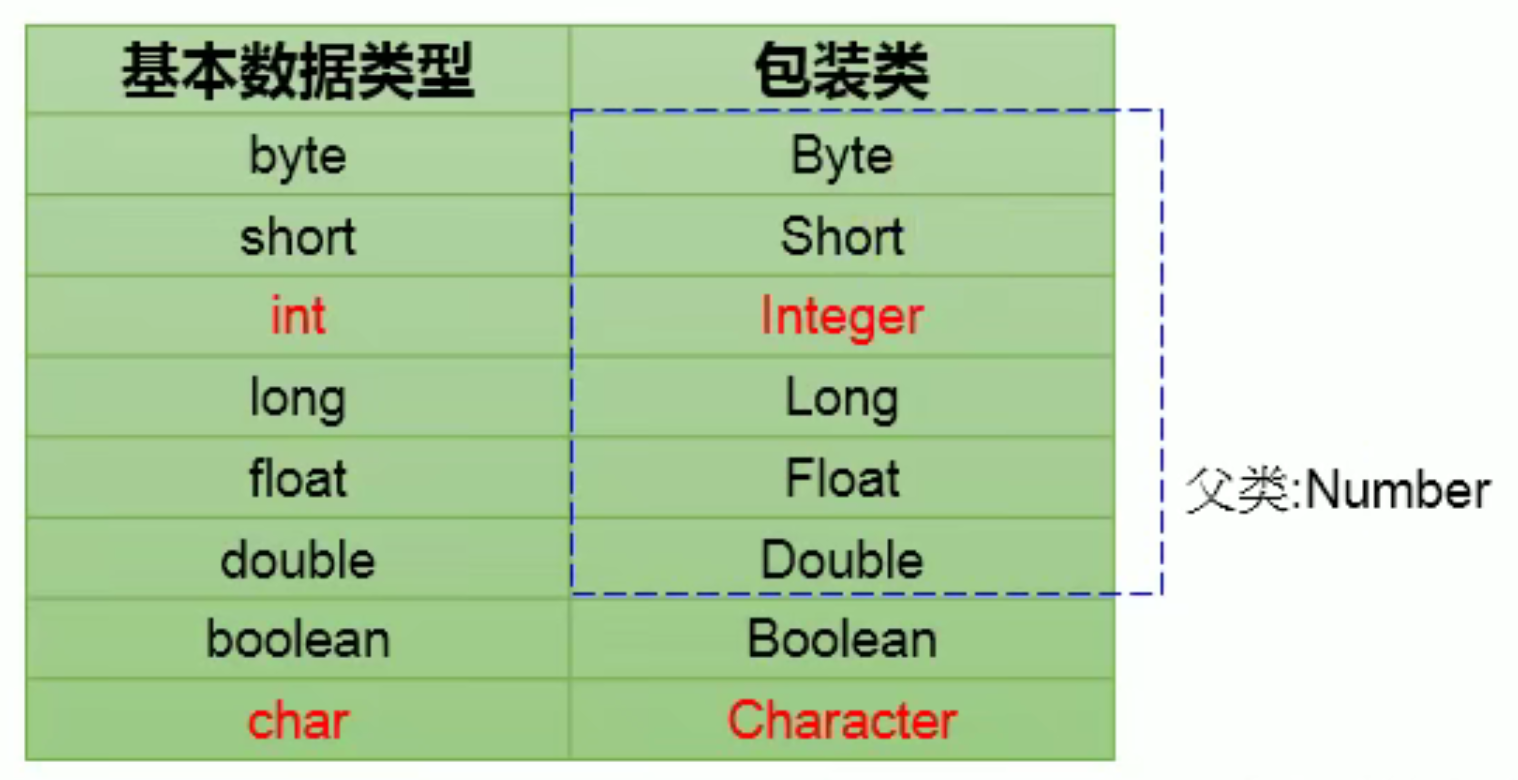 基本数据类型 包装类
byte Byte
short Short
int Integer
long Long
float Float
父类:Number
double Double
boolean Boolean
char Character